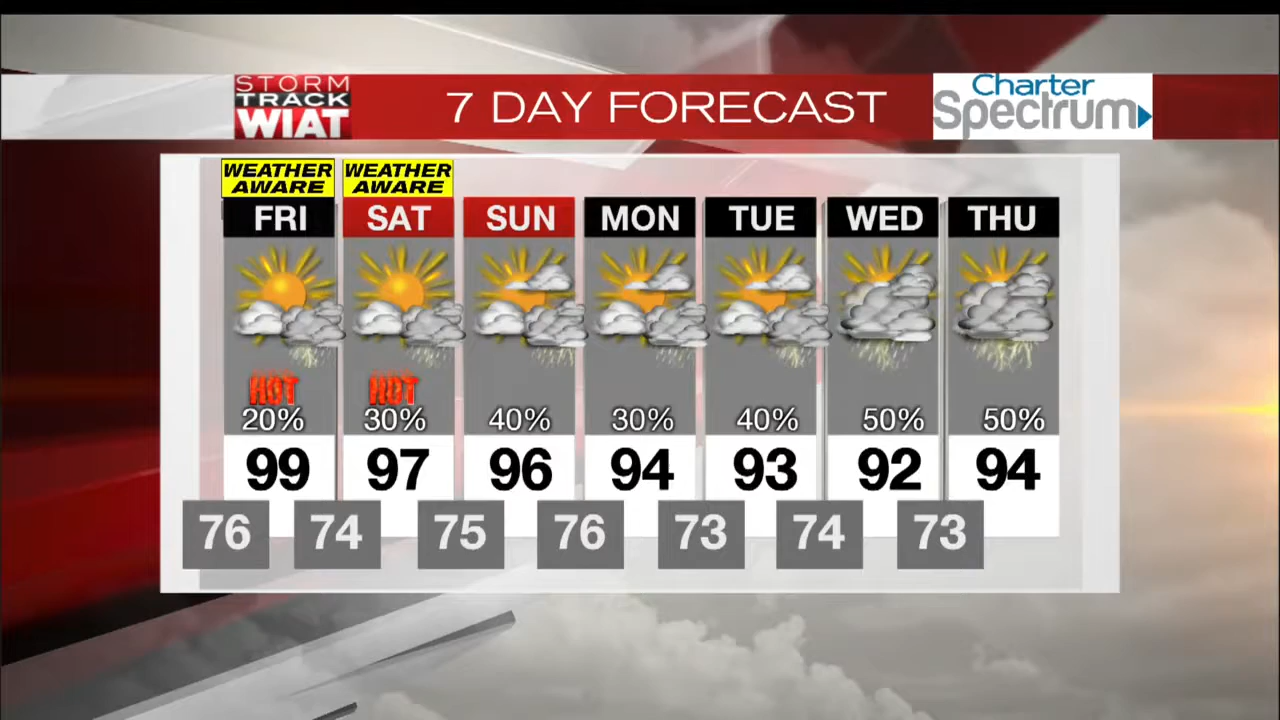 STORM
TRACK
WIAT
7 DAY FORECAST
Charter
Spectrum
WEATHER AWARE
WEATHER AWARE
FRI SAT SUN MON TUE WED THU
HOT HOT
20% 30% 40% 30% 40% 50% 50%
99 97 96 94 93 92 94
76 74 75 76 73 74 73